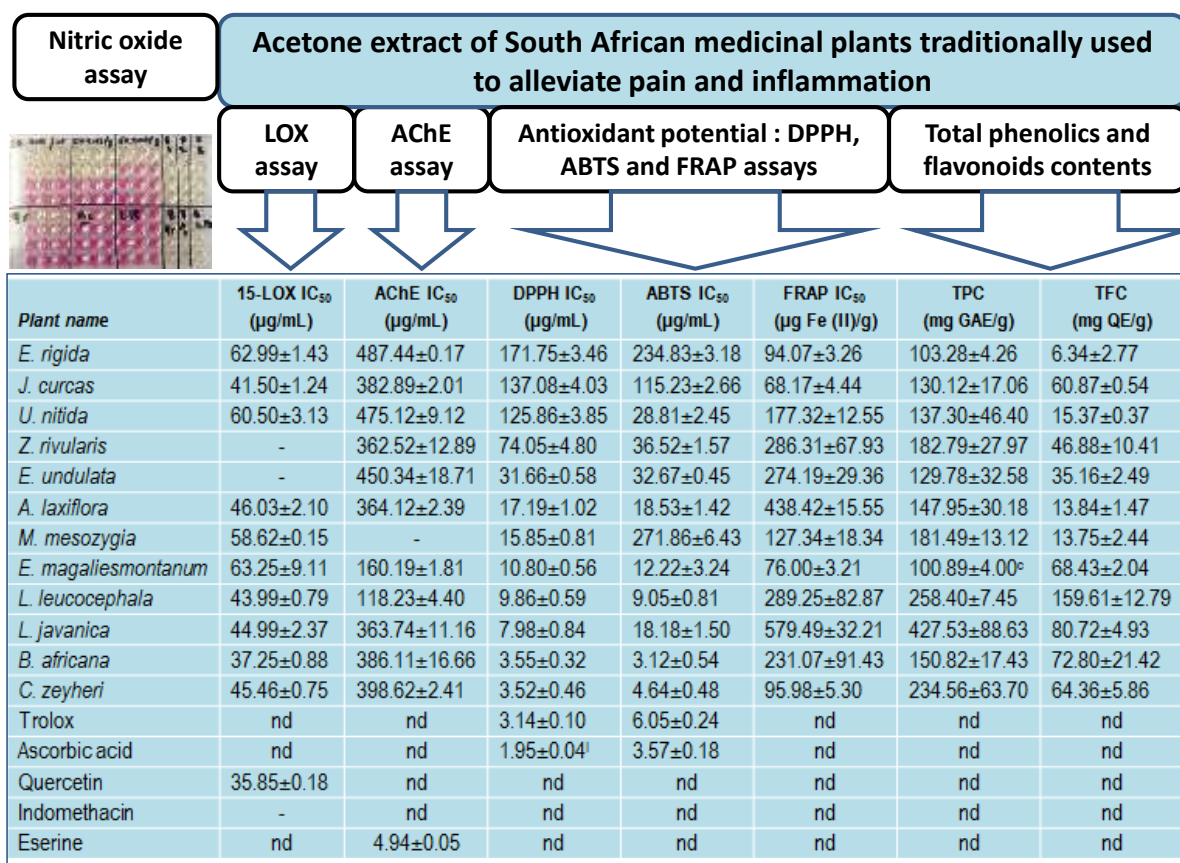 Nitric oxide
assay
Acetone extract of South African medicinal plants traditionally used
to alleviate pain and inflammation
LOX
assay
AChE
assay
Antioxidant potential : DPPH,
ABTS and FRAP assays
Total phenolics and
flavonoids contents
Plant name 15-LOX IC50 (µg/mL) AChE IC50 (µg/mL) DPPH IC50 (µg/mL) ABTS IC50 (µg/mL) FRAP IC50 (µg Fe (II)/g) TPC (mg GAE/g) TFC (mg QE/g)
E. rigida 62.99±1.43 487.44±0.17 171.75±3.46 234.83±3.18 94.07±3.26 103.28±4.26 6.34±2.77
J. curcas 41.50±1.24 382.89±2.01 137.08±4.03 115.23±2.66 68.17±4.44 130.12±17.06 60.87±0.54
U. nitida 60.50±3.13 475.12±9.12 125.86±3.85 28.81±2.45 177.32±12.55 137.30±46.40 15.37±0.37
Z. rivularis - 362.52±12.89 74.05±4.80 36.52±1.57 286.31±67.93 182.79±27.97 46.88±10.41
E. undulata - 450.34±18.71 31.66±0.58 32.67±0.45 274.19±29.36 129.78±32.58 35.16±2.49
A. laxiflora 46.03±2.10 364.12±2.39 17.19±1.02 18.53±1.42 438.42±15.55 147.95±30.18 13.84±1.47
M. mesozygia 58.62±0.15 - 15.85±0.81 271.86±6.43 127.34±18.34 181.49±13.12 13.75±2.44
E. magaliesmontanum 63.25±9.11 160.19±1.81 10.80±0.56 12.22±3.24 76.00±3.21 100.89±4.00c 68.43±2.04
L. leucocephala 43.99±0.79 118.23±4.40 9.86±0.59 9.05±0.81 289.25±82.87 258.40±7.45 159.61±12.79
L. javanica 44.99±2.37 363.74±11.16 7.98±0.84 18.18±1.50 579.49±32.21 427.53±88.63 80.72±4.93
B. africana 37.25±0.88 386.11±16.66 3.55±0.32 3.12±0.54 231.07±91.43 150.82±17.43 72.80±21.42
C. zeyheri 45.46±0.75 398.62±2.41 3.52±0.46 4.64±0.48 95.98±5.30 234.56±63.70 64.36±5.86
Trolox nd nd 3.14±0.10 6.05±0.24 nd nd nd
Ascorbic acid nd nd 1.95±0.04 3.57±0.18 nd nd nd
Quercetin 35.85±0.18 nd nd nd nd nd nd
Indomethacin - nd nd nd nd nd nd
Eserine nd 4.94±0.05 nd nd nd nd nd